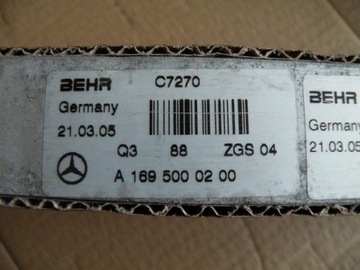 BEHR C7270 BEHR
Germany Germany
21.03.05 21.03.05
Q3 88 ZGS 04
A 169 500 02 00